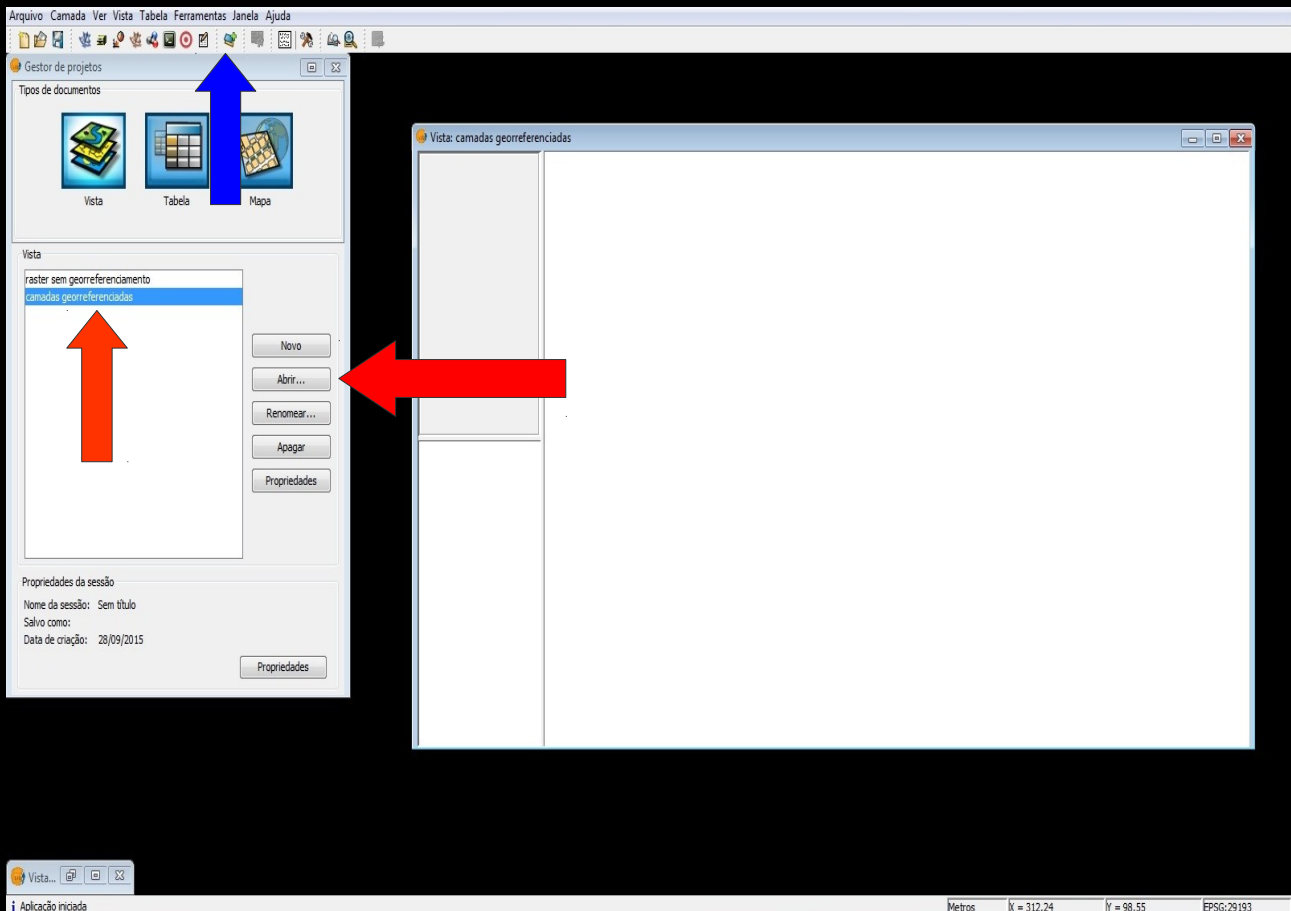 Arquivo Camada Ver Vista Tabela Ferramentas Janela Ajuda
Gestor de projetos
Tipos de documentos
Vista Tabela Mapa
Vista
raster sem georreferenciamento
camadas georreferenciadas
Novo
Abrir...
Renomear...
Apagar
Propriedades
Propriedades da sessão
Nome da sessão: Sem título
Salvo como:
Data de criação: 28/09/2015
Propriedades
Vista: camadas georreferenciadas
Vista...
Aplicação iniciada
Metros X = 312.24 Y = 98.55 EPSG:29193